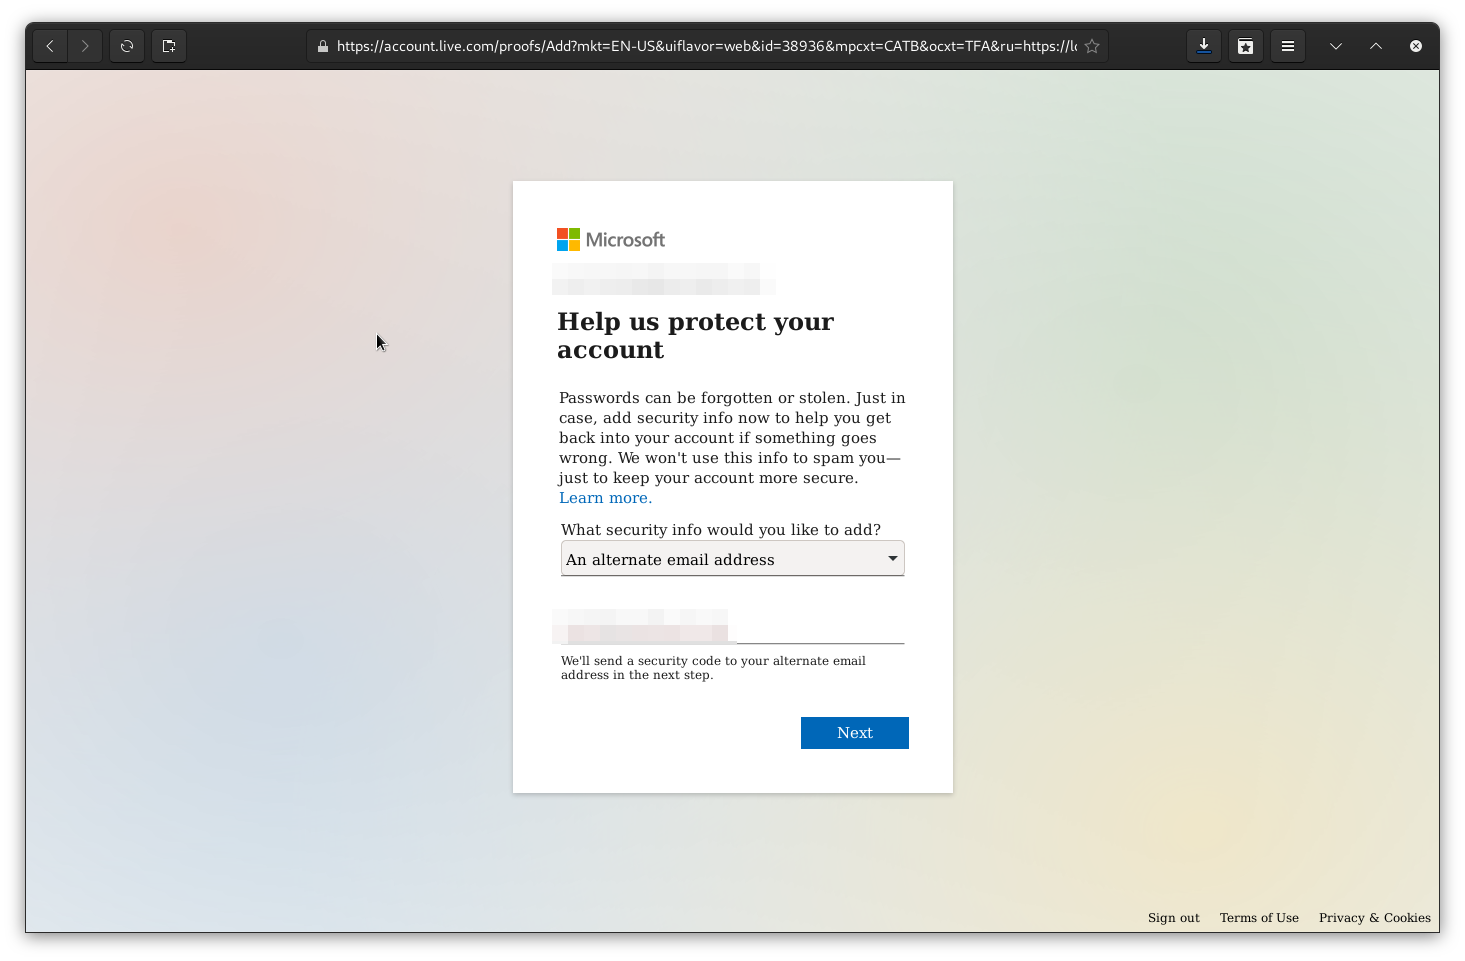 https://account.live.com/proofs/Add?mkt=EN-US&uiflavor=web&id=38936&mpcxt=CATB&ocxt=TFA&ru=https://lo
Microsoft
Help us protect your
account
Passwords can be forgotten or stolen. Just in
case, add security info now to help you get
back into your account if something goes
wrong. We won't use this info to spam you—
just to keep your account more secure.
Learn more.
What security info would you like to add?
An alternate email address
We'll send a security code to your alternate email
address in the next step.
Next
Sign out Terms of Use Privacy & Cookies